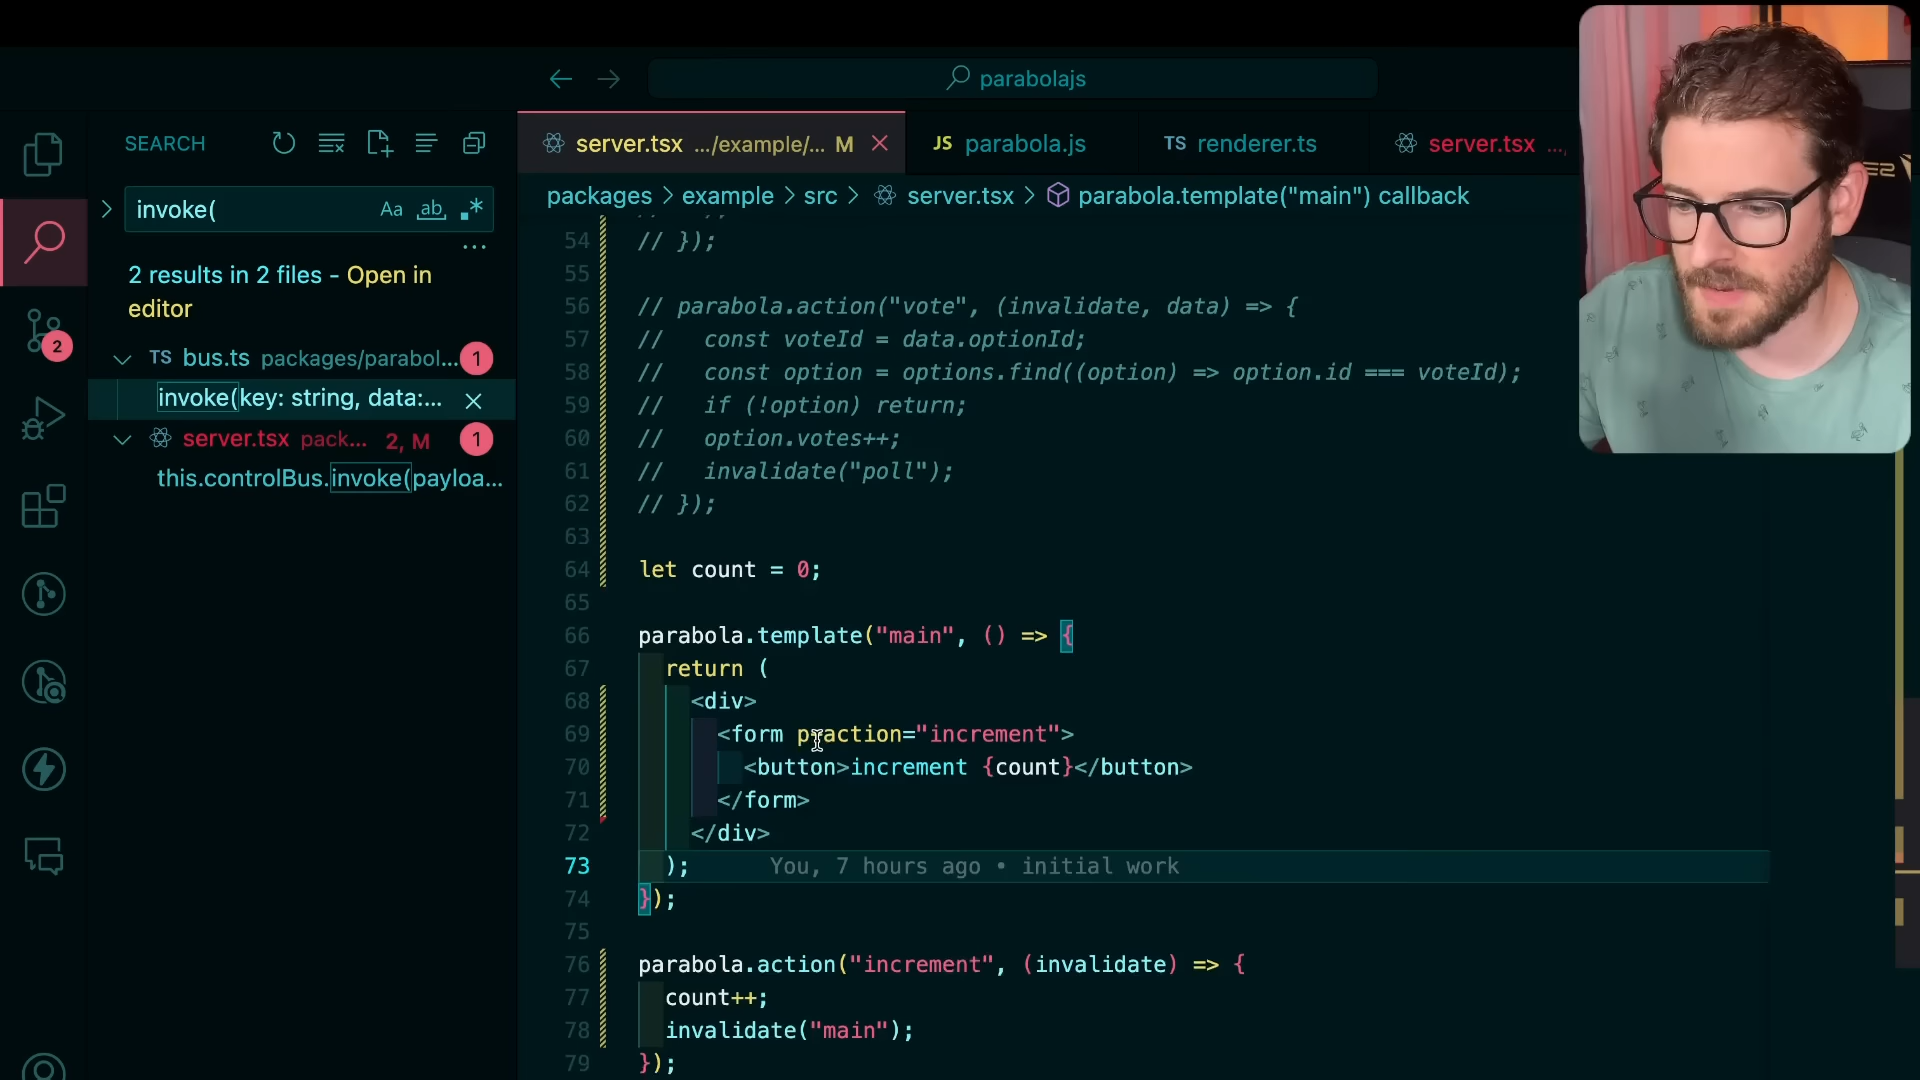 parabolajs
SEARCH
invoke(
Aa
ab
2 results in 2 files - Open in
editor
TS bus.ts packages/parabol... 1
invoke(key: string, data:...
server.tsx pack... 2, M 1
this.controlBus.invoke(payloa...
2
server.tsx .../example/... M
JS parabola.js
TS renderer.ts
server.tsx ...,
packages > example > src > server.tsx > parabola.template("main") callback
54 // });
55
56 // parabola.action("vote", (invalidate, data) => {
57 //   const voteId = data.optionId;
58 //   const option = options.find((option) => option.id === voteId);
59 //   if (!option) return;
60 //   option.votes++;
61 //   invalidate("poll");
62 // });
63
64 let count = 0;
65
66 parabola.template("main", () => {
67   return (
68     <div>
69       <form p-action="increment">
70         <button>increment {count}</button>
71       </form>
72     </div>
73   ); You, 7 hours ago • initial work
74 });
75
76 parabola.action("increment", (invalidate) => {
77   count++;
78   invalidate("main");
79 });